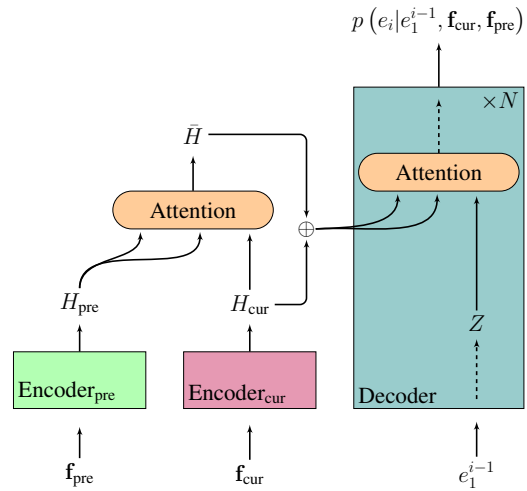 p (e_i|e_1^{i-1}, f_cur, f_pre)
×N
H̄
Attention
Attention
⊕
H_pre
H_cur
Z
Encoder_pre
Encoder_cur
Decoder
f_pre
f_cur
e_1^{i-1}